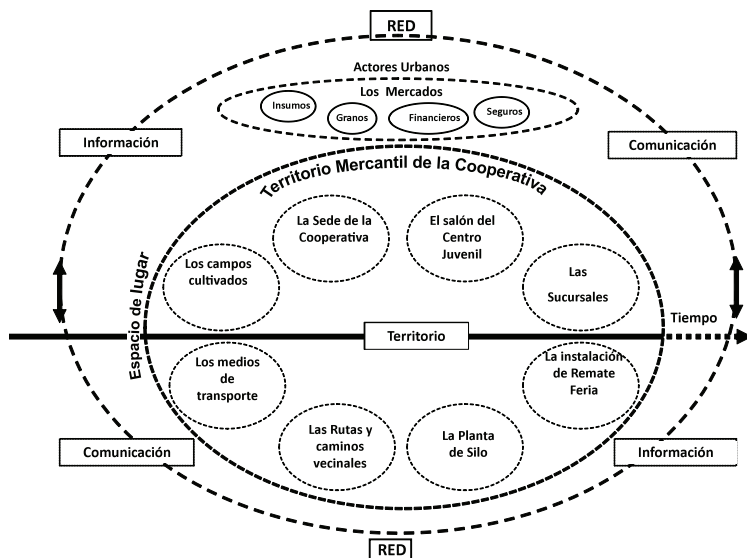 RED
Actores Urbanos
Los Mercados
Insumos
Granos
Financieros
Seguros
Información
Comunicación
Territorio Mercantil de la Cooperativa
Espacio de lugar
La Sede de la
Cooperativa
El salón del
Centro
Juvenil
Los campos
cultivados
Las
Sucursales
Territorio
Tiempo
Los medios
de
transporte
La instalación
de Remate
Feria
Las Rutas y
caminos
vecinales
La Planta
de Silo
Comunicación
Información
RED